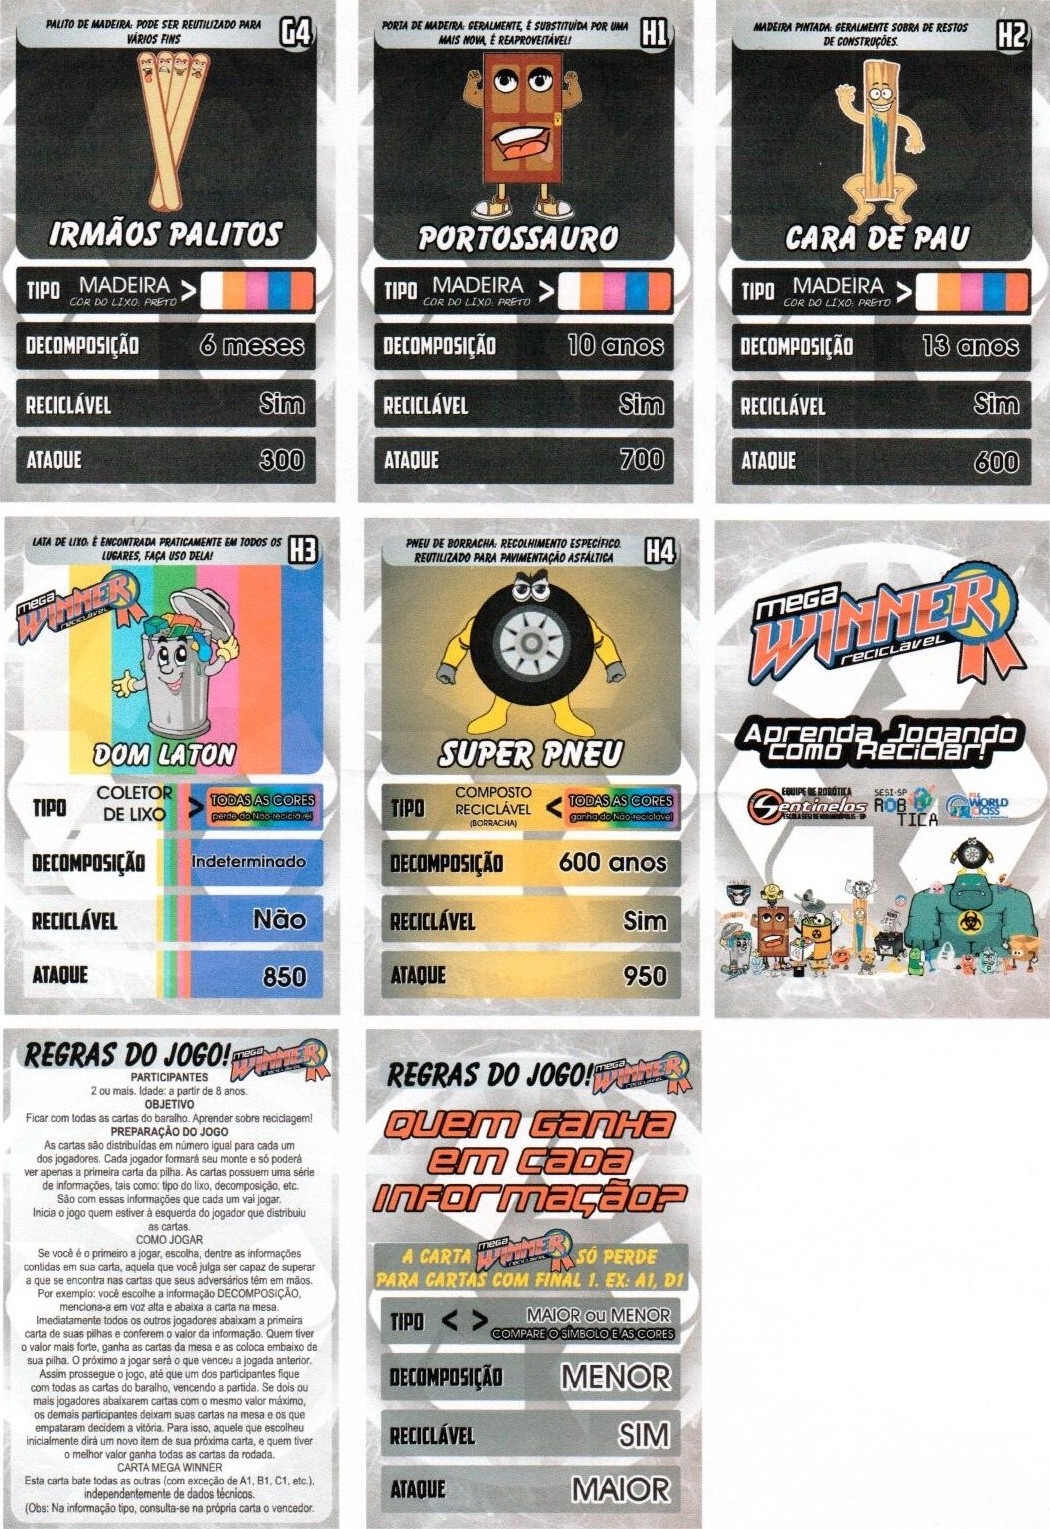 PALITO DE MADEIRA: PODE SER REUTILIZADO PARA
VÁRIOS FINS
G4
IRMÃOS PALITOS
TIPO MADEIRA >
COR DO LIXO: PRETO
DECOMPOSIÇÃO 6 meses
RECICLÁVEL Sim
ATAQUE 300
PORTA DE MADEIRA: GERALMENTE, É SUBSTITUÍDA POR UMA
MAIS NOVA, É REAPROVEITÁVEL!
H1
PORTOSSAURO
TIPO MADEIRA >
COR DO LIXO: PRETO
DECOMPOSIÇÃO 10 anos
RECICLÁVEL Sim
ATAQUE 700
MADEIRA PINTADA: GERALMENTE SOBRA DE RESTOS
DE CONSTRUÇÕES.
H2
CARA DE PAU
TIPO MADEIRA >
COR DO LIXO: PRETO
DECOMPOSIÇÃO 13 anos
RECICLÁVEL Sim
ATAQUE 600
LATA DE LIXO: É ENCONTRADA PRATICAMENTE EM TODOS OS
LUGARES, FAÇA USO DELA!
H3
MEGA
WINNER
reciclável
DOM LATON
TIPO COLETOR DE LIXO > TODAS AS CORES
perde do Não-reciclável
DECOMPOSIÇÃO Indeterminado
RECICLÁVEL Não
ATAQUE 850
PNEU DE BORRACHA: RECOLHIMENTO ESPECÍFICO.
REUTILIZADO PARA PAVIMENTAÇÃO ASFÁLTICA
H4
SUPER PNEU
TIPO COMPOSTO RECICLÁVEL < TODAS AS CORES
(BORRACHA) ganha do Não-reciclável
DECOMPOSIÇÃO 600 anos
RECICLÁVEL Sim
ATAQUE 950
MEGA
WINNER
reciclável
Aprenda Jogando
como Reciclar!
EQUIPE DE ROBÓTICA
Sentinelas
SESI-SP
ROBÓTICA
WORLD
Class
REGRAS DO JOGO!
MEGA
WINNER
reciclável
PARTICIPANTES
2 ou mais. Idade: a partir de 8 anos.
OBJETIVO
Ficar com todas as cartas do baralho. Aprender sobre reciclagem!
PREPARAÇÃO DO JOGO
As cartas são distribuídas em número igual para cada um
dos jogadores. Cada jogador formará seu monte e só poderá
ver apenas a primeira carta da pilha. As cartas possuem uma série
de informações, tais como: tipo do lixo, decomposição, etc.
São com essas informações que cada um vai jogar.
Inicia o jogo quem estiver à esquerda do jogador que distribuiu
as cartas.
COMO JOGAR
Se você é o primeiro a jogar, escolha, dentre as informações
contidas em sua carta, aquela que você julga ser capaz de superar
a que se encontra nas cartas que seus adversários têm em mãos.
Por exemplo: você escolhe a informação DECOMPOSIÇÃO,
menciona-a em voz alta e abaixa a carta na mesa.
Imediatamente todos os outros jogadores abaixam a primeira
carta de suas pilhas e conferem o valor da informação. Quem tiver
o valor mais forte, ganha as cartas da mesa e as coloca embaixo de
sua pilha. O próximo a jogar será o que venceu a jogada anterior.
Assim prossegue o jogo, até que um dos participantes fique
com todas as cartas do baralho, vencendo a partida. Se dois ou
mais jogadores abaixarem cartas com o mesmo valor máximo,
os demais participantes deixam suas cartas na mesa e os que
empataram decidem a vitória. Para isso, aquele que escolheu
inicialmente dirá um novo item de sua próxima carta, e quem tiver
o melhor valor ganha todas as cartas da rodada.
CARTA MEGA WINNER
Esta carta bate todas as outras (com exceção de A1, B1, C1, etc.),
independentemente de dados técnicos.
(Obs: Na informação tipo, consulta-se na própria carta o vencedor.
REGRAS DO JOGO!
MEGA
WINNER
reciclável
QUEM GANHA
EM CADA
INFORMAÇÃO?
A CARTA MEGA WINNER reciclável SÓ PERDE
PARA CARTAS COM FINAL 1. EX: A1, D1
TIPO < > MAIOR ou MENOR
COMPARE O SÍMBOLO E AS CORES
DECOMPOSIÇÃO MENOR
RECICLÁVEL SIM
ATAQUE MAIOR